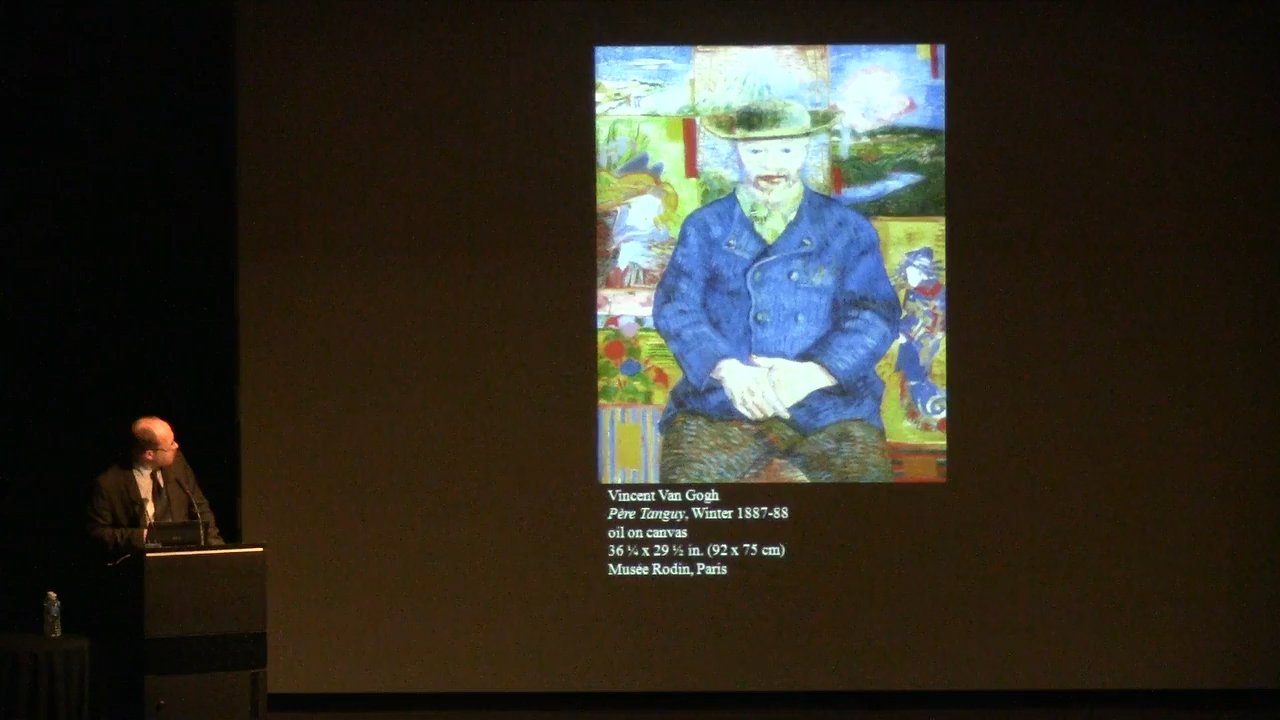 Vincent Van Gogh
Père Tanguy, Winter 1887-88
oil on canvas
36 ¼ x 29 ½ in. (92 x 75 cm)
Musée Rodin, Paris